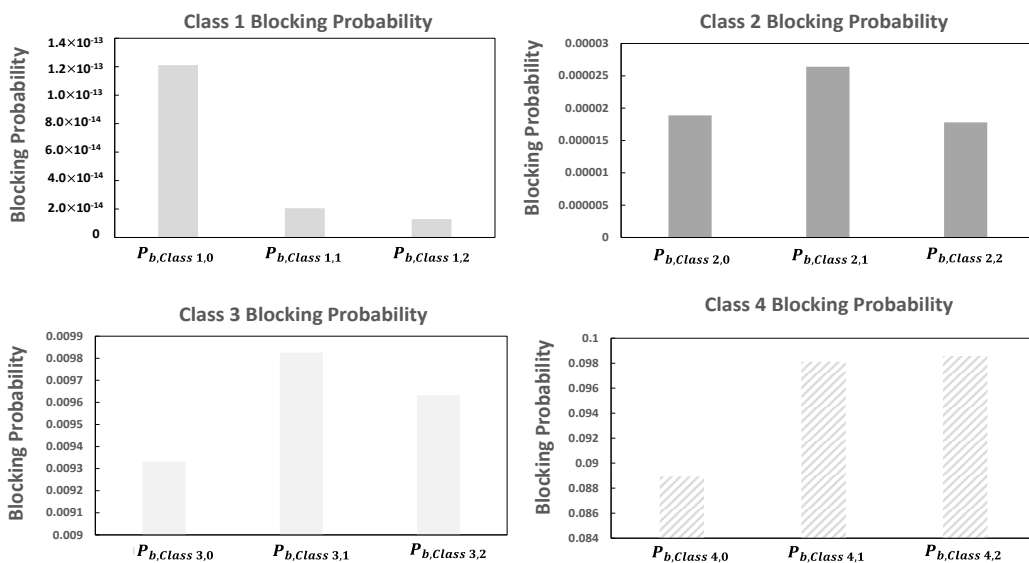 Class 1 Blocking Probability
Blocking Probability
1.4×10⁻¹³
1.2×10⁻¹³
1.0×10⁻¹³
8.0×10⁻¹⁴
6.0×10⁻¹⁴
4.0×10⁻¹⁴
2.0×10⁻¹⁴
0
P_b,Class 1,0 P_b,Class 1,1 P_b,Class 1,2
Class 2 Blocking Probability
Blocking Probability
0.00003
0.000025
0.00002
0.000015
0.00001
0.000005
0
P_b,Class 2,0 P_b,Class 2,1 P_b,Class 2,2
Class 3 Blocking Probability
Blocking Probability
0.0099
0.0098
0.0097
0.0096
0.0095
0.0094
0.0093
0.0092
0.0091
0.009
P_b,Class 3,0 P_b,Class 3,1 P_b,Class 3,2
Class 4 Blocking Probability
Blocking Probability
0.1
0.098
0.096
0.094
0.092
0.09
0.088
0.086
0.084
P_b,Class 4,0 P_b,Class 4,1 P_b,Class 4,2